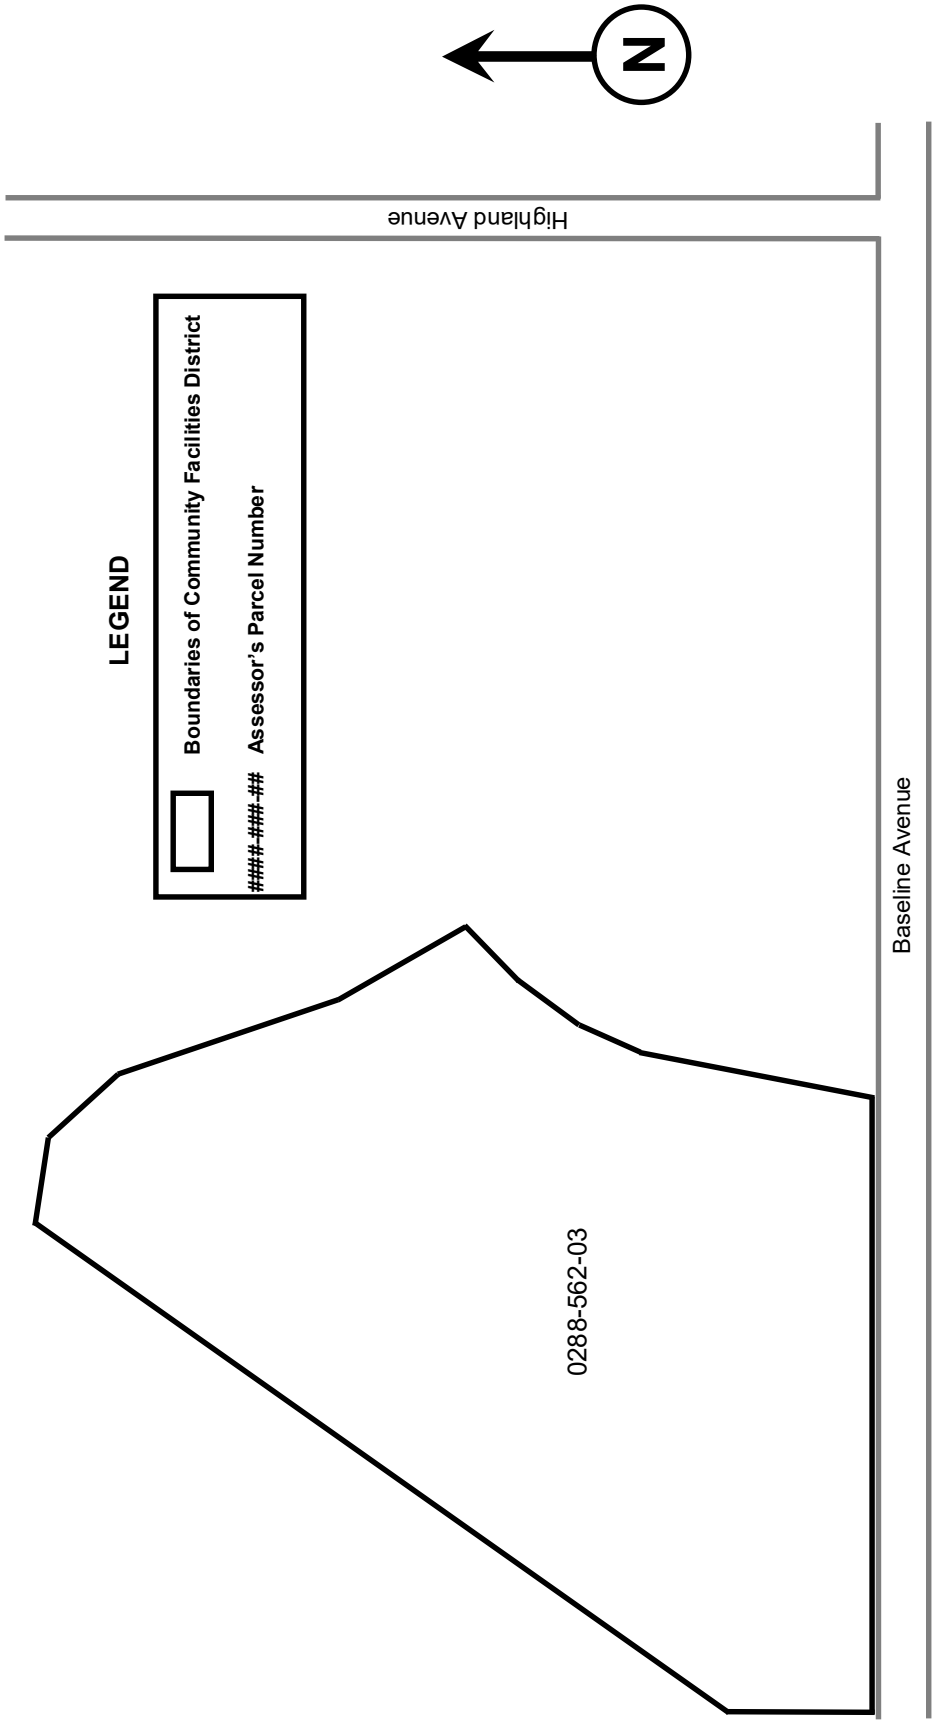 N
Highland Avenue
LEGEND
Boundaries of Community Facilities District
####-###-## Assessor's Parcel Number
0288-562-03
Baseline Avenue